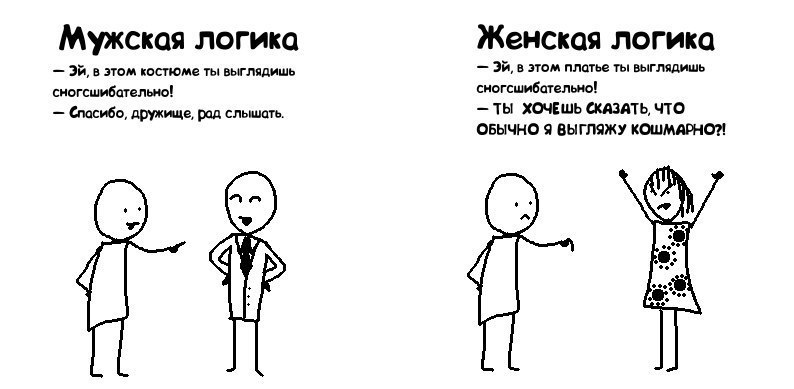 Мужская логика
— Эй, в этом костюме ты выглядишь
сногсшибательно!
— Спасибо, дружище, рад слышать.
Женская логика
— Эй, в этом платье ты выглядишь
сногсшибательно!
— ТЫ ХОЧЕШЬ СКАЗАТЬ, ЧТО
ОБЫЧНО Я ВЫГЛЯЖУ КОШМАРНО?!